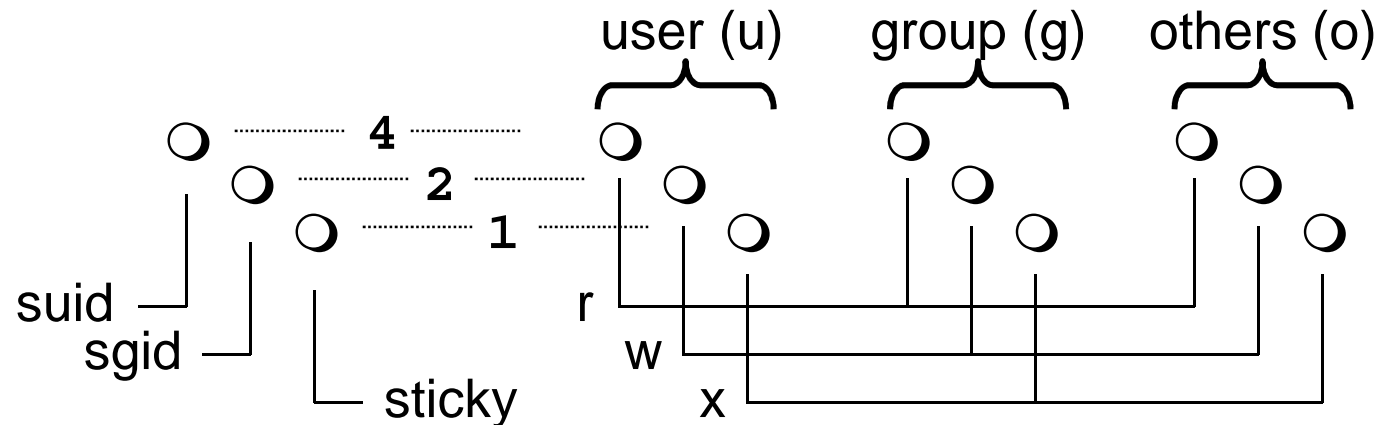 user (u) group (g) others (o)
4
2
1
suid r
sgid w
sticky x